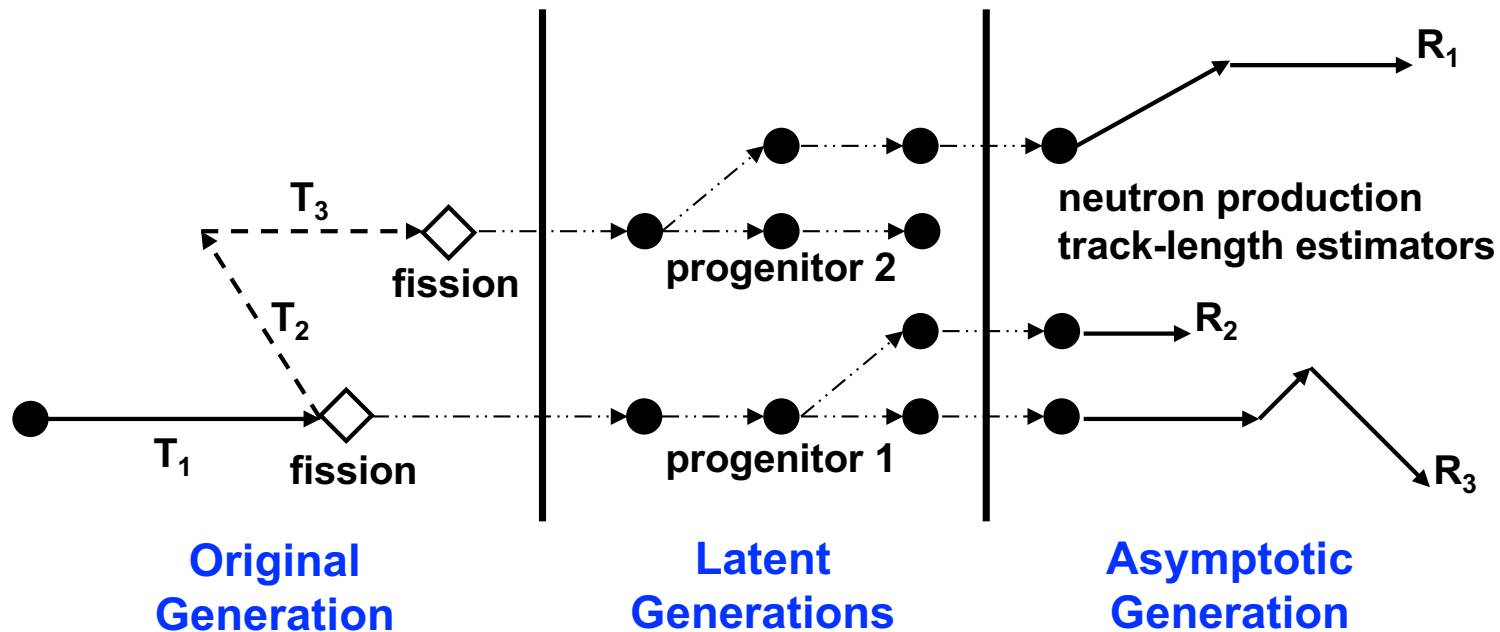 R₁
T₃
neutron production
track-length estimators
fission
progenitor 2
T₂
R₂
T₁
fission
progenitor 1
R₃
Original
Generation
Latent
Generations
Asymptotic
Generation